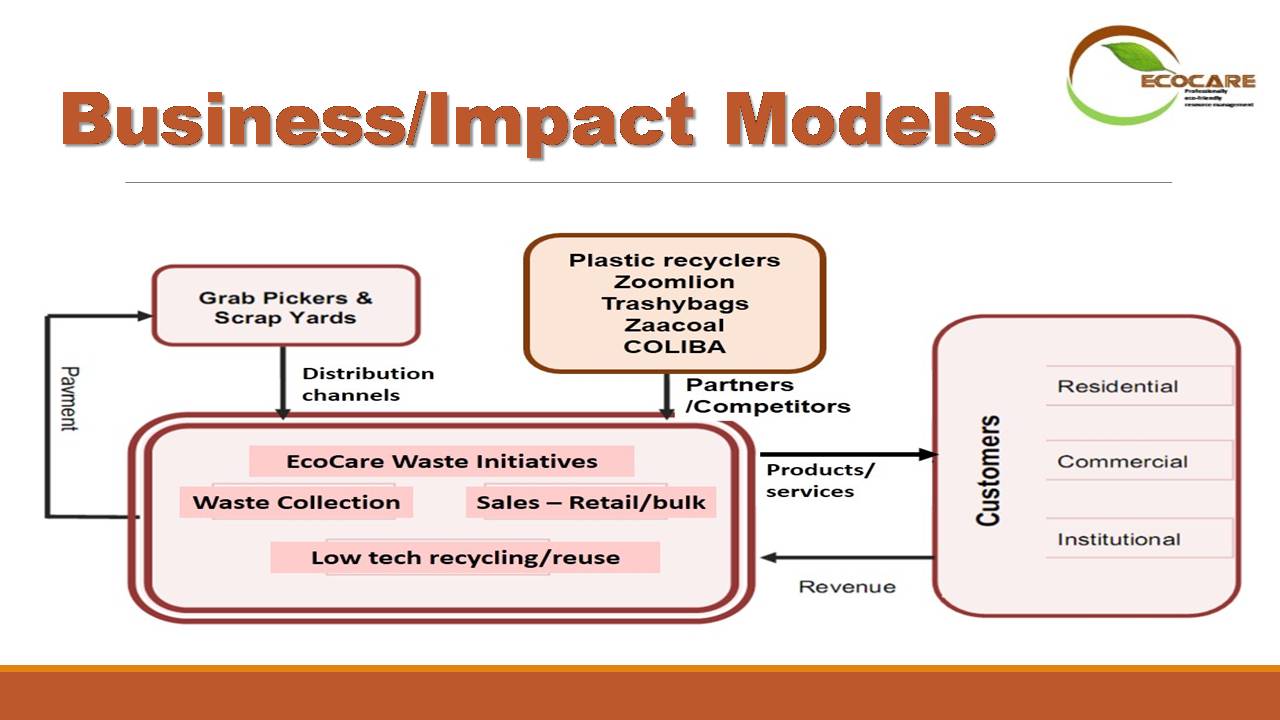 ECOCARE
Professionally
eco-friendly
resource management
Business/Impact Models
Grab Pickers &
Scrap Yards
Plastic recyclers
Zoomlion
Trashybags
Zaacoal
COLIBA
Payment
Distribution
channels
Partners
/Competitors
EcoCare Waste Initiatives
Waste Collection
Sales – Retail/bulk
Low tech recycling/reuse
Products/
services
Revenue
Customers
Residential
Commercial
Institutional